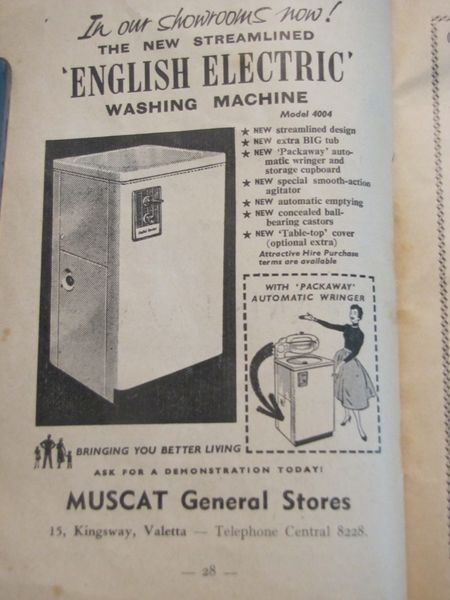 In our showrooms now!
THE NEW STREAMLINED
'ENGLISH ELECTRIC'
WASHING MACHINE
Model 4004
★ NEW streamlined design
★ NEW extra BIG tub
★ NEW 'Packaway' auto-
matic wringer and
storage cupboard
★ NEW special smooth-action
agitator
★ NEW automatic emptying
★ NEW concealed ball-
bearing castors
★ NEW 'Table-top' cover
(optional extra)
Attractive Hire Purchase
terms are available
WITH 'PACKAWAY'
AUTOMATIC WRINGER
BRINGING YOU BETTER LIVING
ASK FOR A DEMONSTRATION TODAY!
MUSCAT General Stores
15, Kingsway, Valetta — Telephone Central 8228.
— 28 —